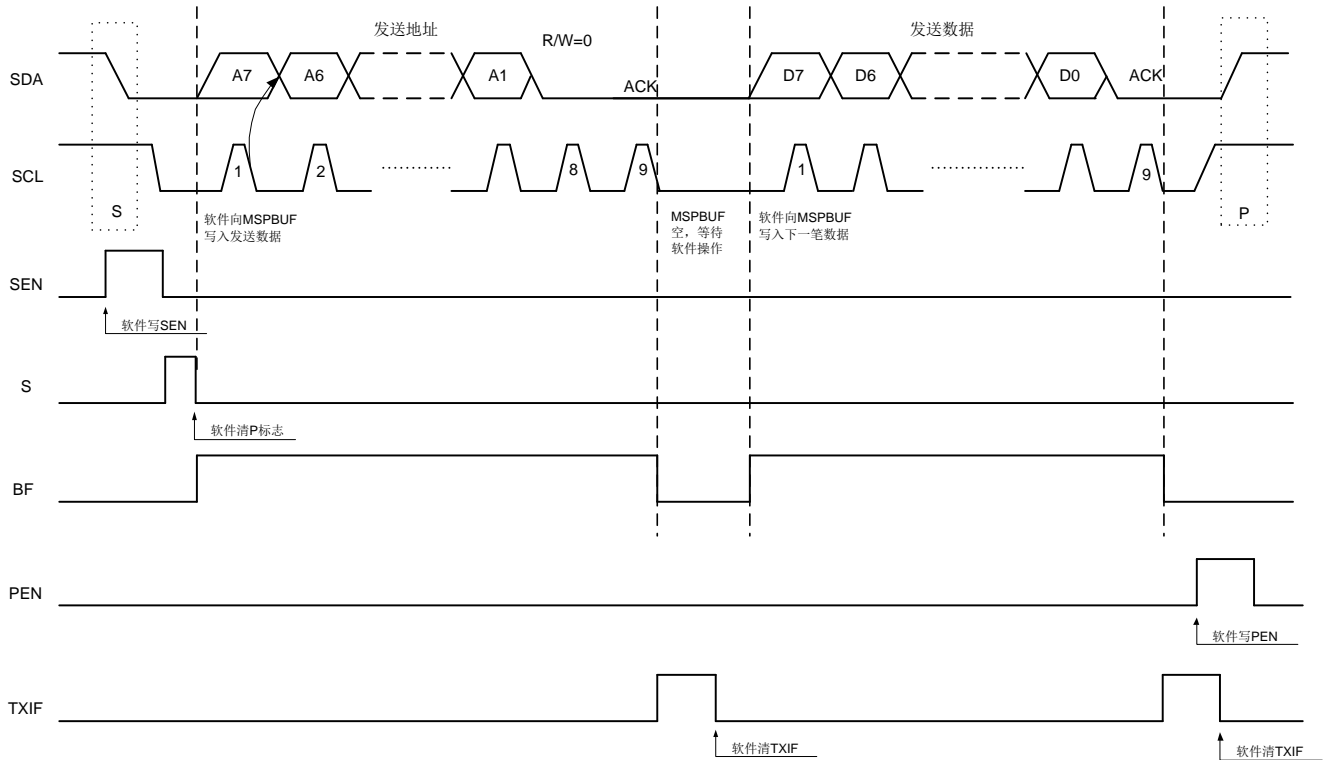 发送地址
R/W=0
发送数据
SDA
A7
A6
A1
ACK
D7
D6
D0
ACK
SCL
1
2
8
9
1
9
S
软件向MSPBUF
写入发送数据
MSPBUF
空，等待
软件操作
软件向MSPBUF
写入下一笔数据
P
SEN
软件写SEN
S
软件清P标志
BF
PEN
软件写PEN
TXIF
软件清TXIF
软件清TXIF